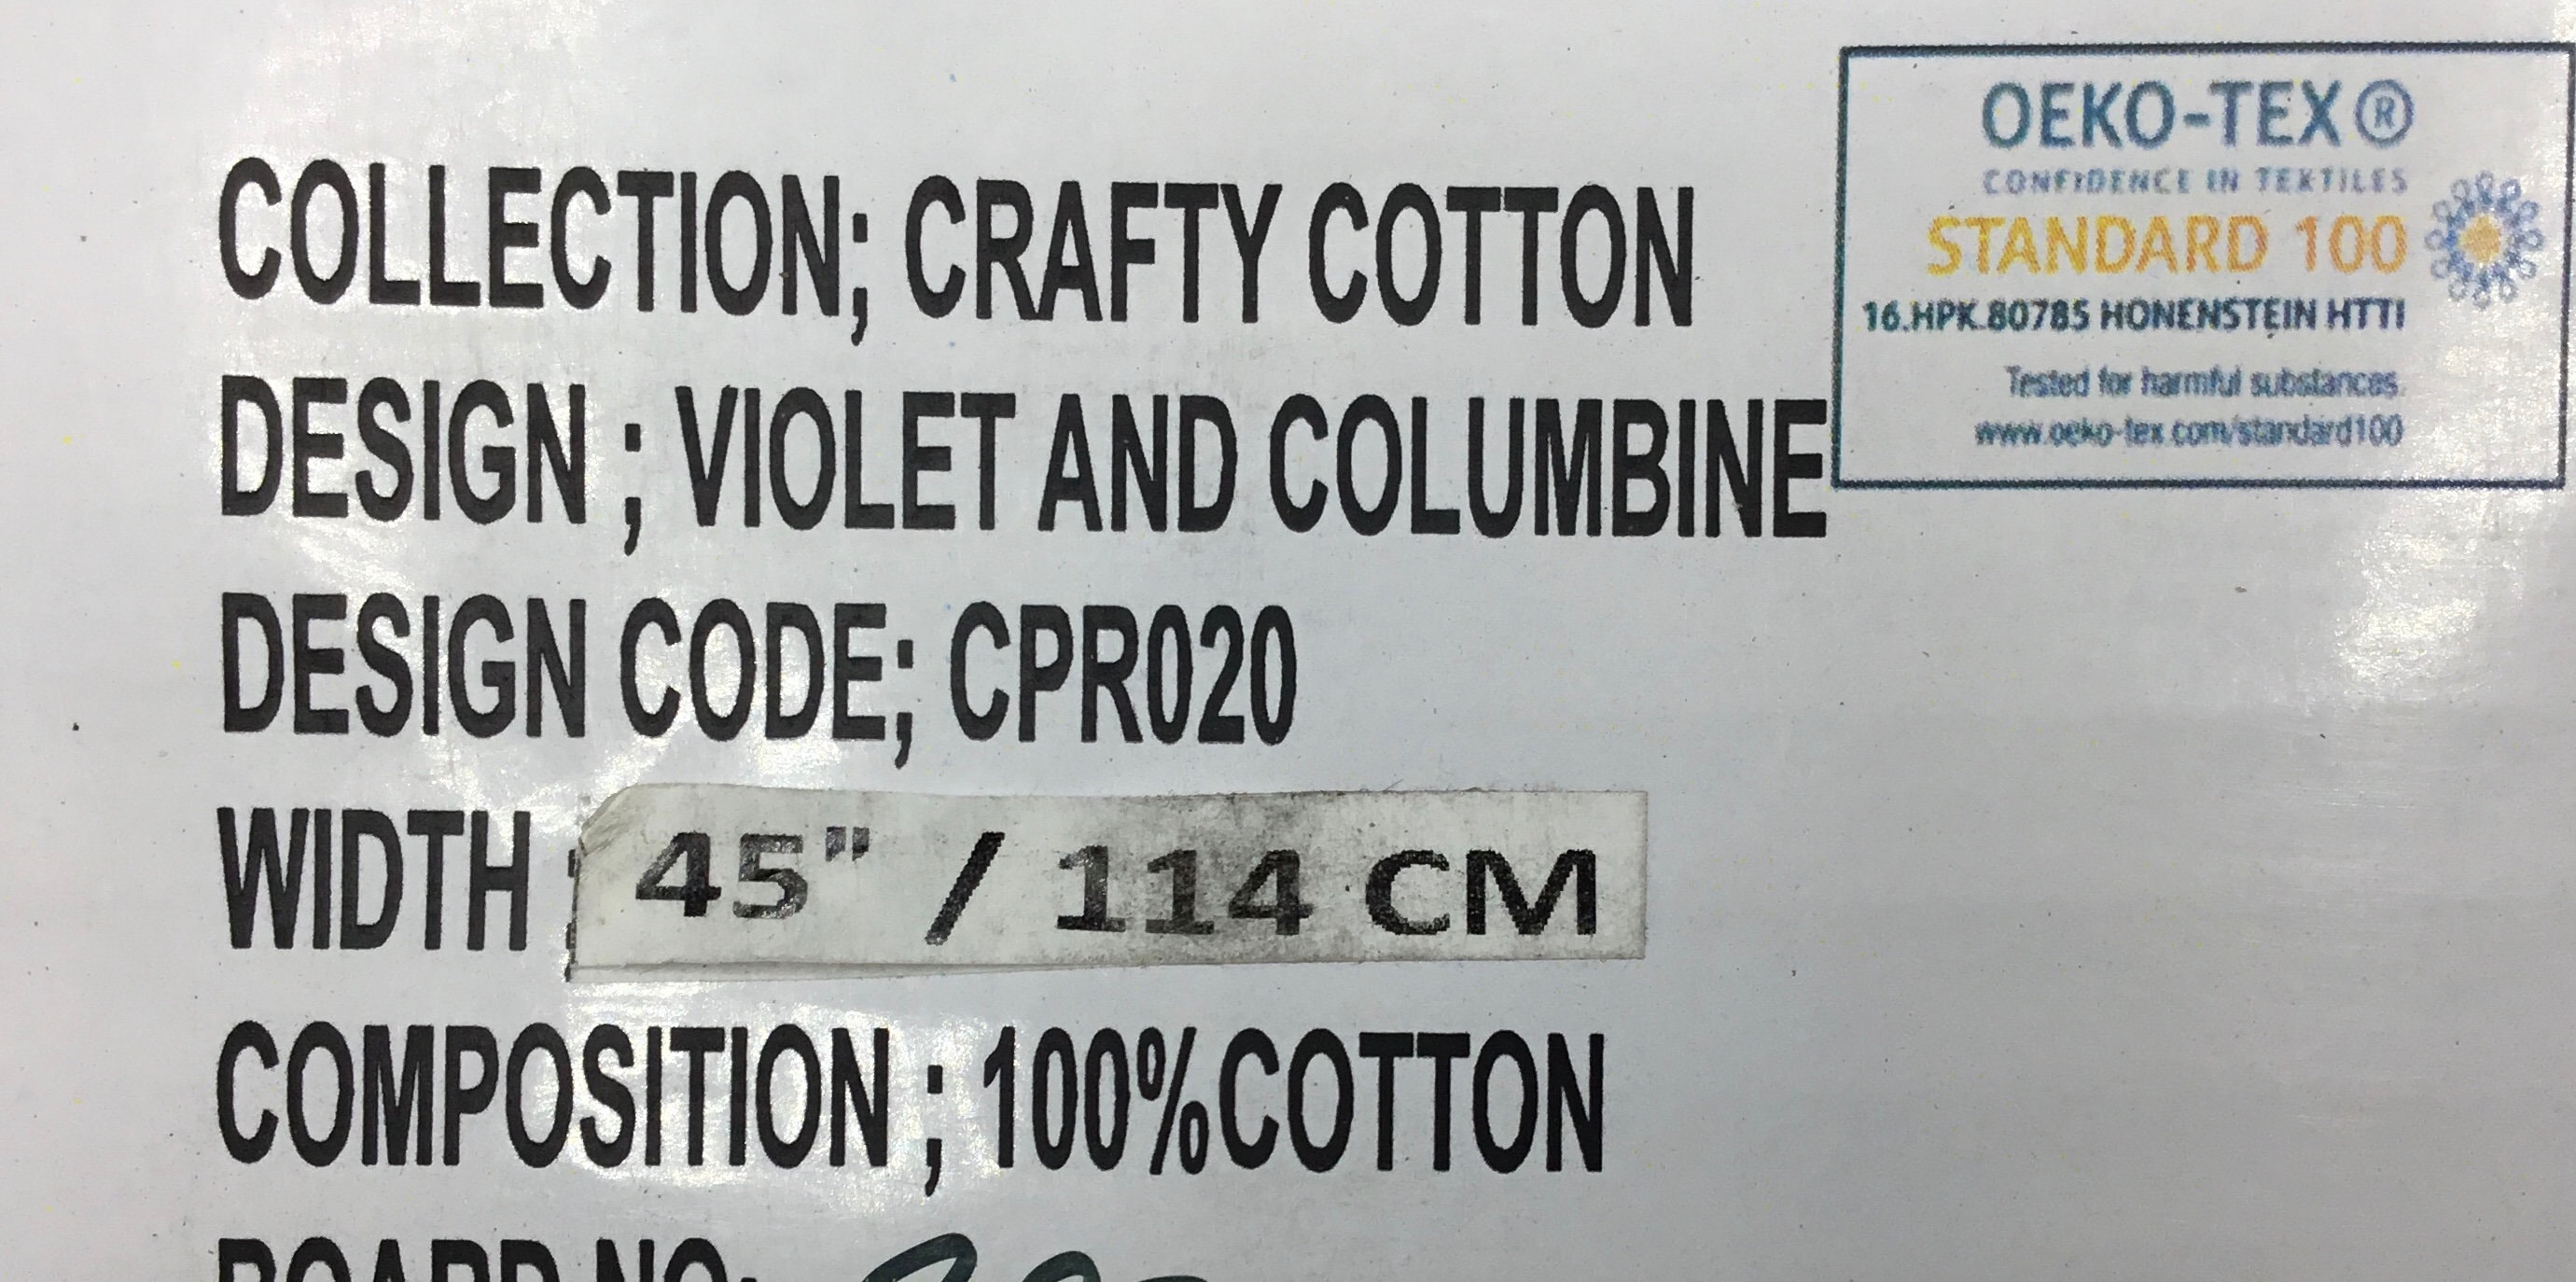 OEKO-TEX®
CONFIDENCE IN TEXTILES
STANDARD 100
16.HPK.80785 HONENSTEIN HTTI
Tested for harmful substances.
www.oeko-tex.com/standard100
COLLECTION; CRAFTY COTTON
DESIGN ; VIOLET AND COLUMBINE
DESIGN CODE; CPR020
WIDTH ; 45" / 114 CM
COMPOSITION ; 100%COTTON
BOARD NO: